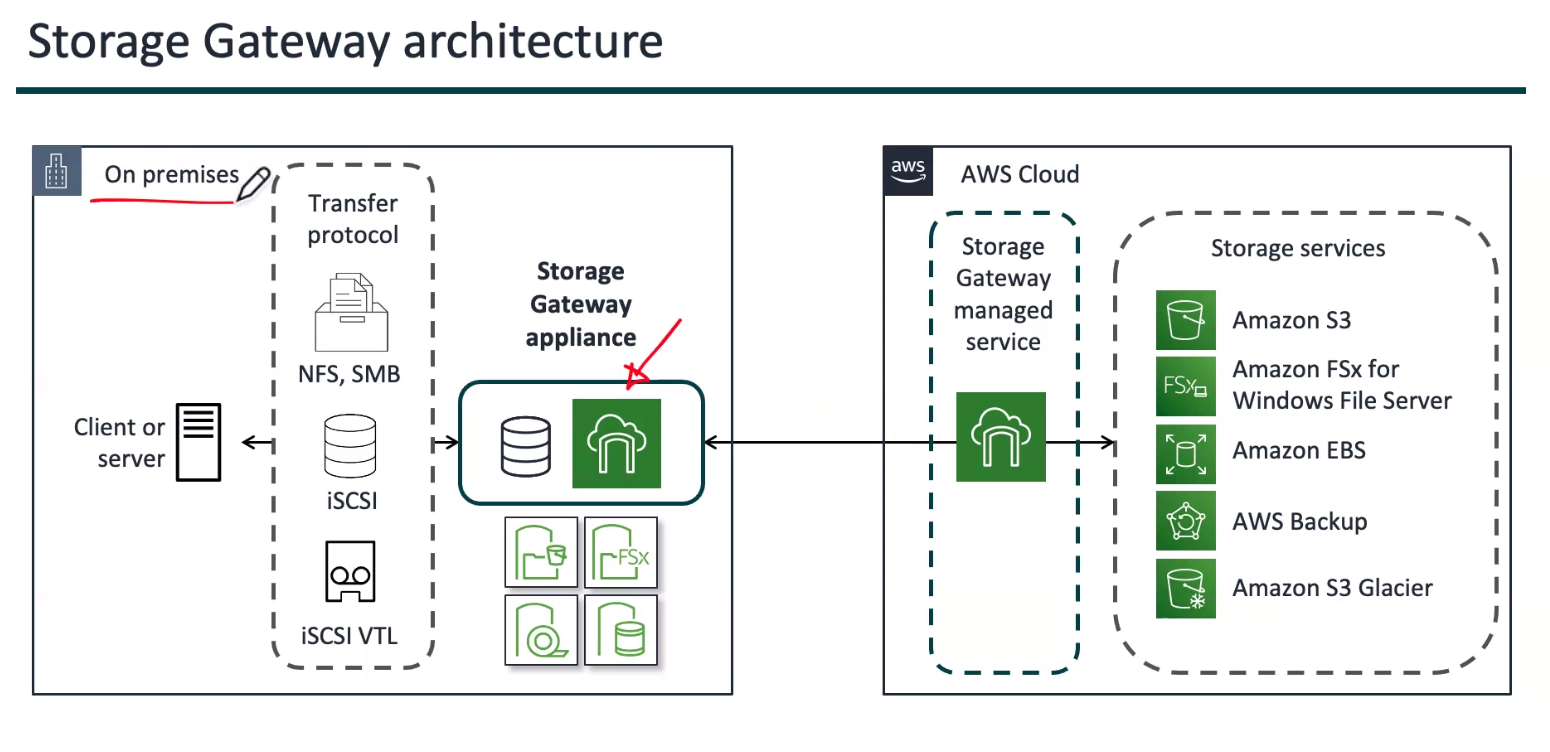 Storage Gateway architecture
On premises
Transfer
protocol
NFS, SMB
iSCSI
iSCSI VTL
Client or
server
Storage
Gateway
appliance
FSx
aws
AWS Cloud
Storage
Gateway
managed
service
Storage services
Amazon S3
FSx
Amazon FSx for
Windows File Server
Amazon EBS
AWS Backup
Amazon S3 Glacier